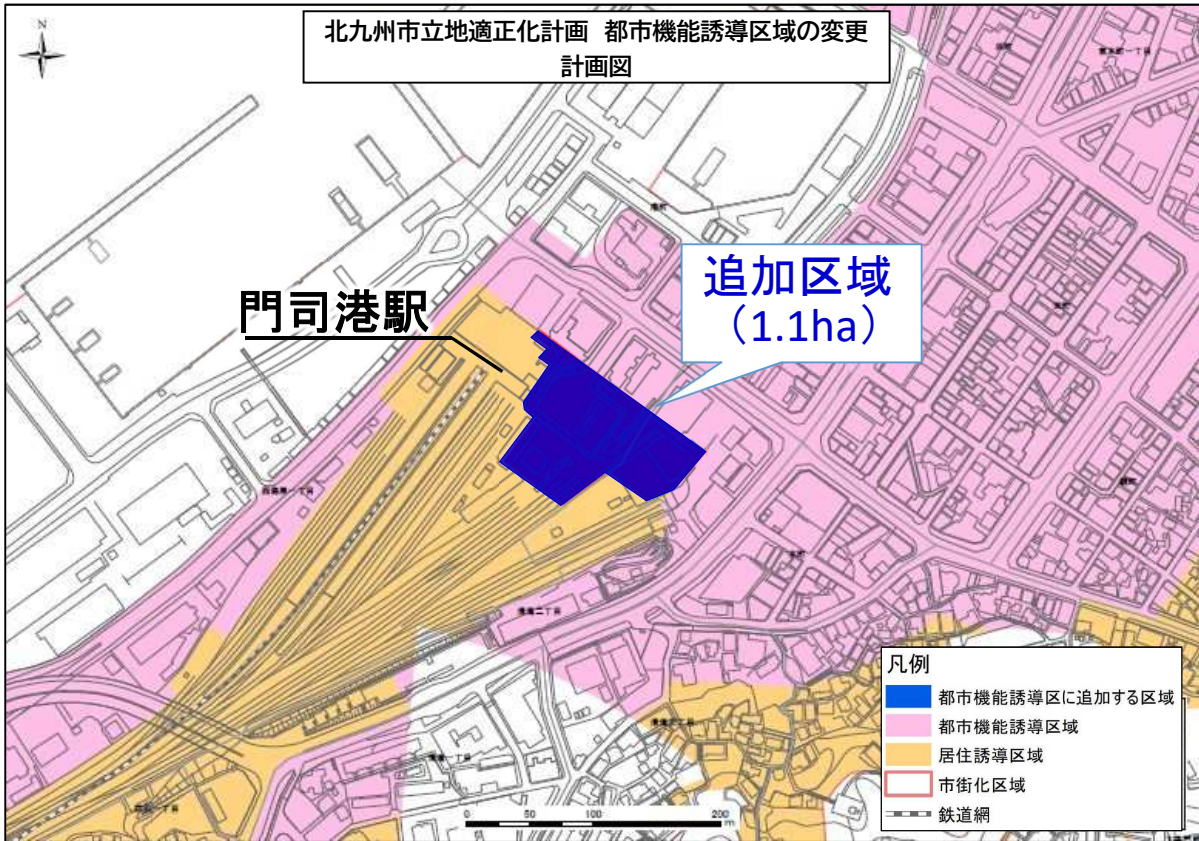 北九州市立地適正化計画 都市機能誘導区域の変更
計画図
N
追加区域
（1.1ha）
門司港駅
凡例
都市機能誘導区に追加する区域
都市機能誘導区域
居住誘導区域
市街化区域
鉄道網
0 50 100 200
m